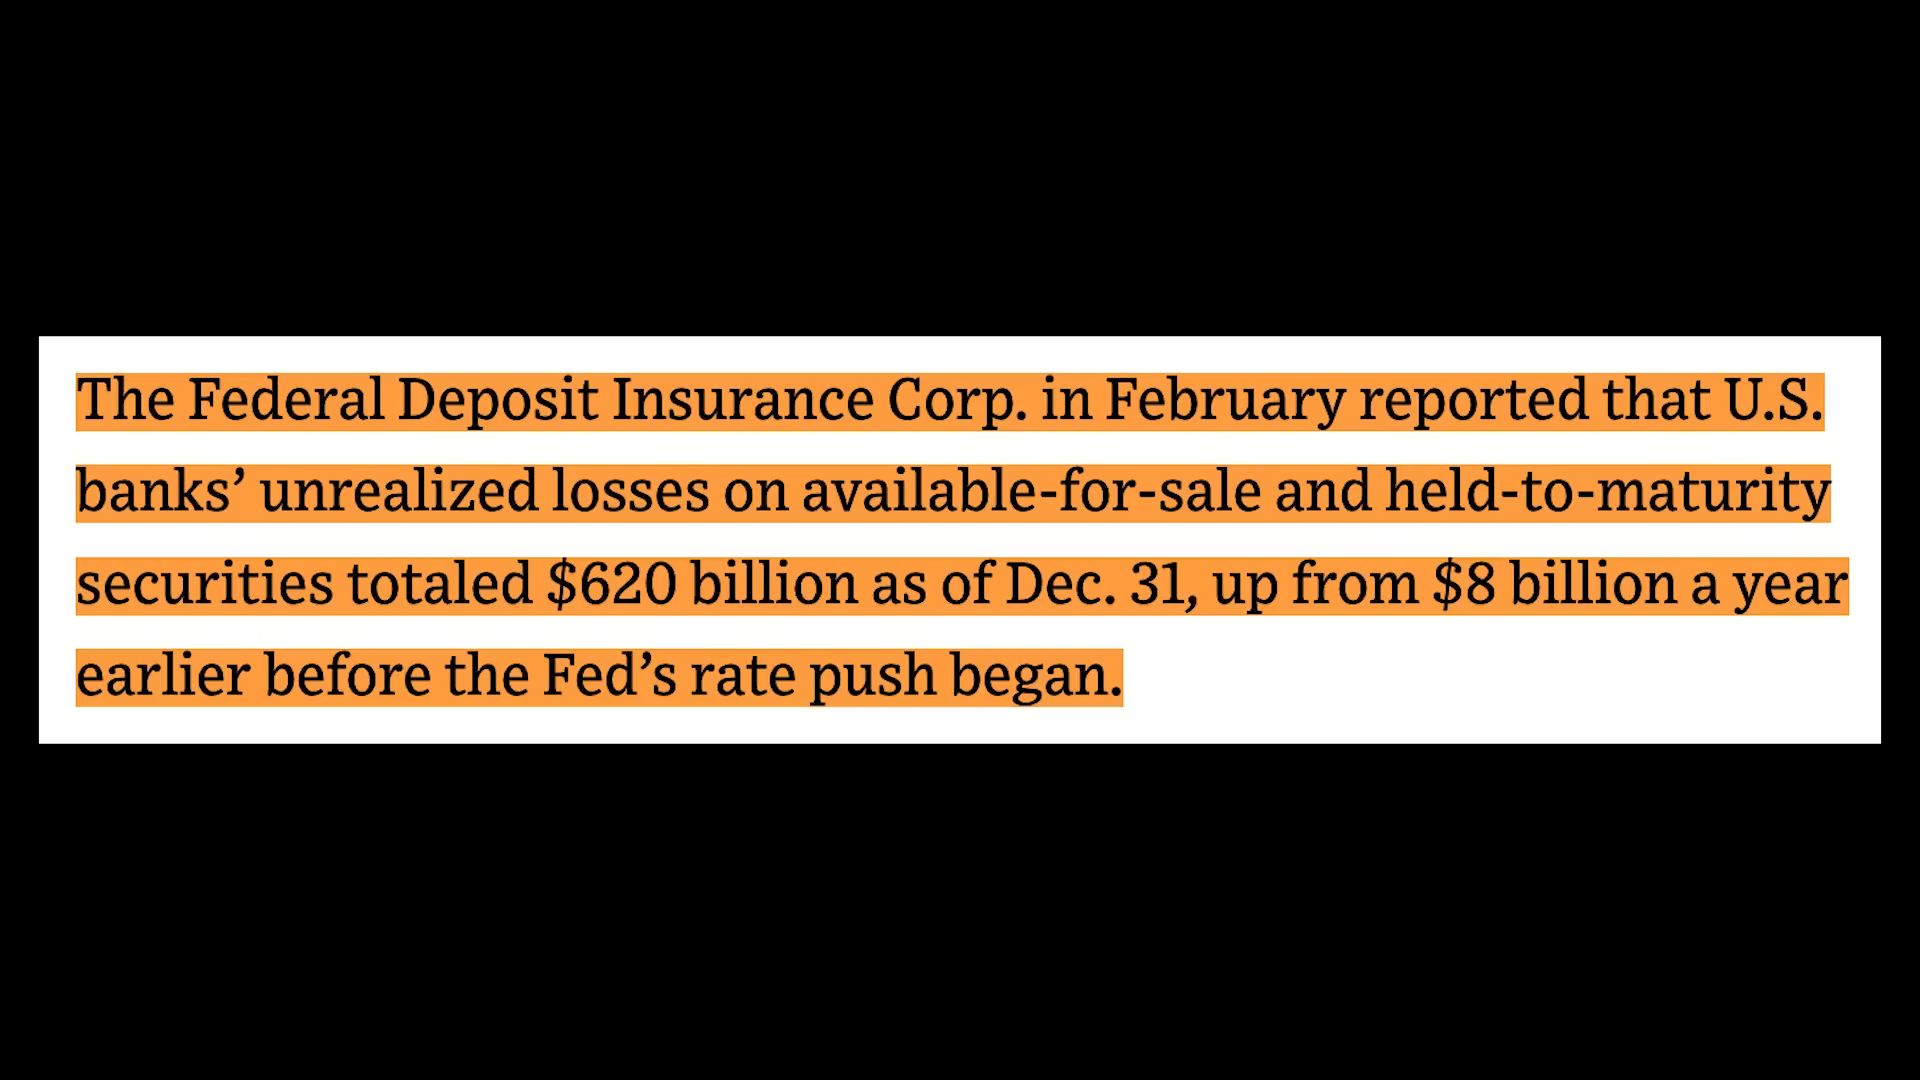 The Federal Deposit Insurance Corp. in February reported that U.S.
banks’ unrealized losses on available-for-sale and held-to-maturity
securities totaled $620 billion as of Dec. 31, up from $8 billion a year
earlier before the Fed’s rate push began.